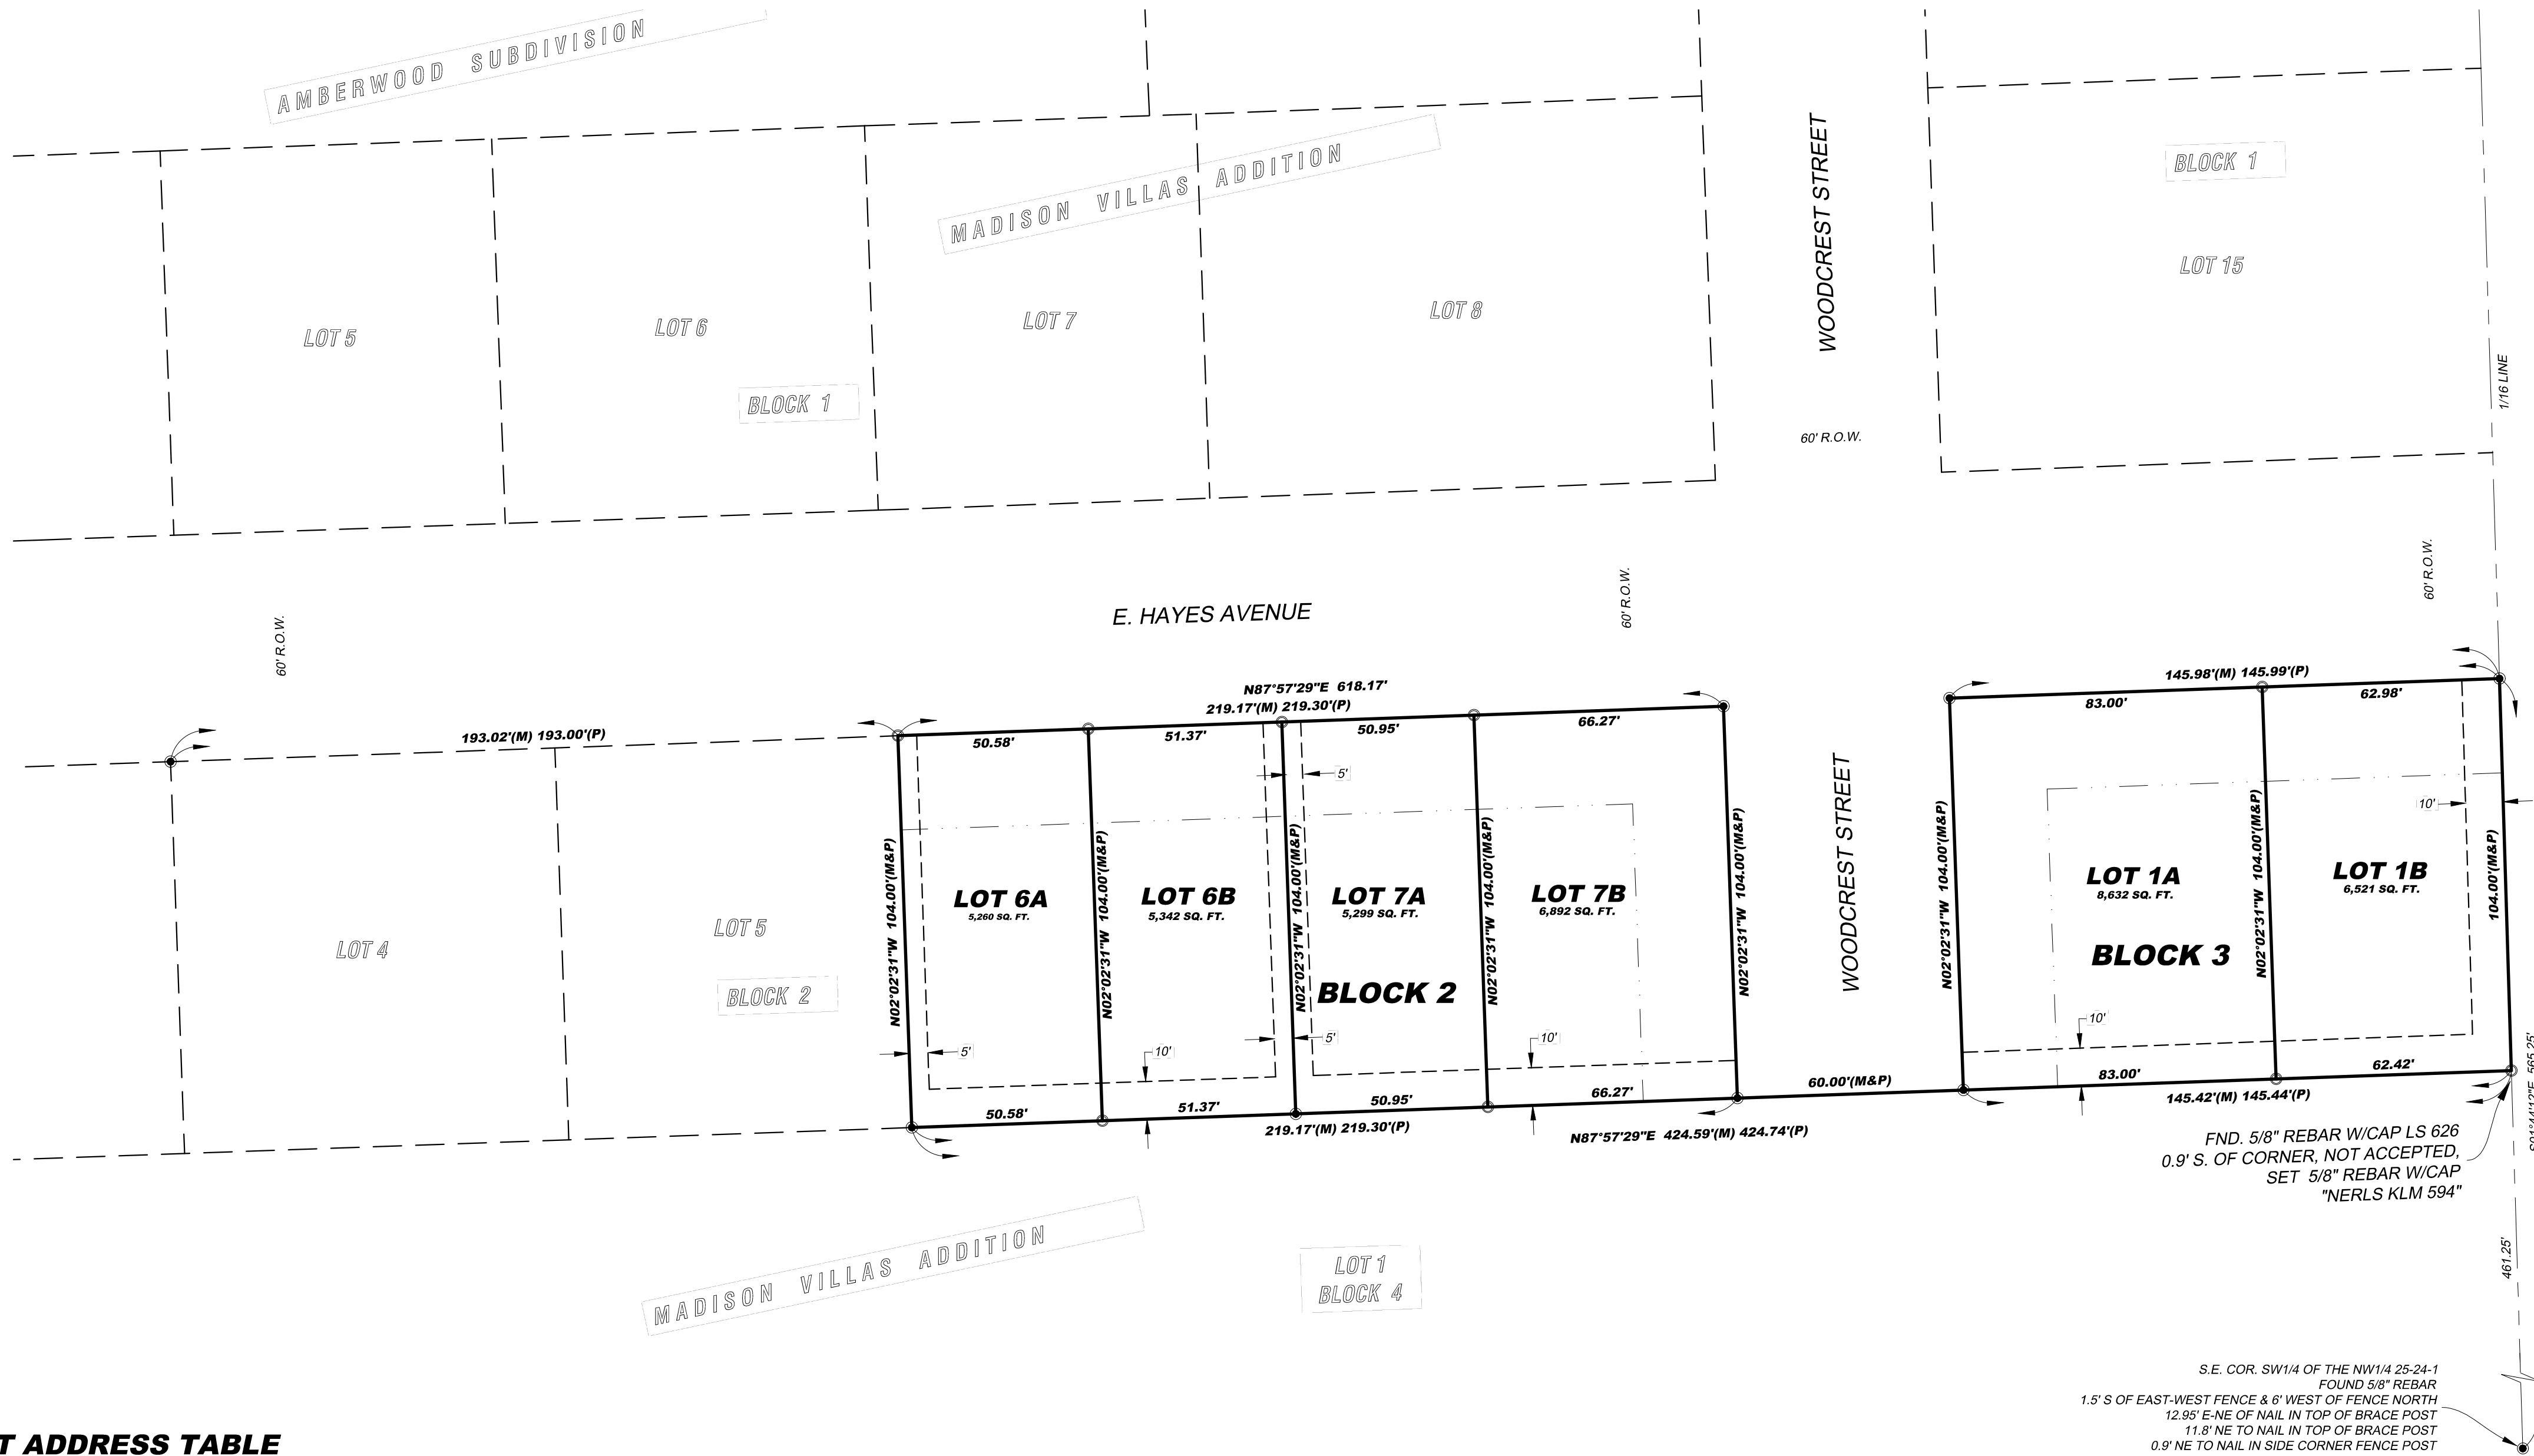 AMBERWOOD SUBDIVISION
MADISON VILLAS ADDITION
WOODCREST STREET
BLOCK 1
LOT 15
LOT 5
LOT 6
LOT 7
LOT 8
BLOCK 1
1/16 LINE
60' R.O.W.
60' R.O.W.
60' R.O.W.
60' R.O.W.
E. HAYES AVENUE
N87°57'29"E 618.17'
219.17'(M) 219.30'(P)
193.02'(M) 193.00'(P)
145.98'(M) 145.99'(P)
50.58'
51.37'
50.95'
66.27'
83.00'
62.98'
5'
10'
N02°02'31"W 104.00'(M&P)
N02°02'31"W 104.00'(M&P)
N02°02'31"W 104.00'(M&P)
N02°02'31"W 104.00'(M&P)
N02°02'31"W 104.00'(M&P)
WOODCREST STREET
N02°02'31"W 104.00'(M&P)
N02°02'31"W 104.00'(M&P)
104.00'(M&P)
LOT 4
LOT 5
BLOCK 2
LOT 6A
5,260 SQ. FT.
LOT 6B
5,342 SQ. FT.
LOT 7A
5,299 SQ. FT.
LOT 7B
6,892 SQ. FT.
BLOCK 2
LOT 1A
8,632 SQ. FT.
LOT 1B
6,521 SQ. FT.
BLOCK 3
5'
10'
5'
10'
10'
50.58'
51.37'
50.95'
66.27'
60.00'(M&P)
83.00'
62.42'
219.17'(M) 219.30'(P)
N87°57'29"E 424.59'(M) 424.74'(P)
145.42'(M) 145.44'(P)
S01°44'12"E 565.25'
FND. 5/8" REBAR W/CAP LS 626
0.9' S. OF CORNER, NOT ACCEPTED,
SET 5/8" REBAR W/CAP
"NERLS KLM 594"
MADISON VILLAS ADDITION
LOT 1
BLOCK 4
461.25'
S.E. COR. SW1/4 OF THE NW1/4 25-24-1
FOUND 5/8" REBAR
1.5' S OF EAST-WEST FENCE & 6' WEST OF FENCE NORTH
12.95' E-NE OF NAIL IN TOP OF BRACE POST
11.8' NE TO NAIL IN TOP OF BRACE POST
0.9' NE TO NAIL IN SIDE CORNER FENCE POST
T ADDRESS TABLE